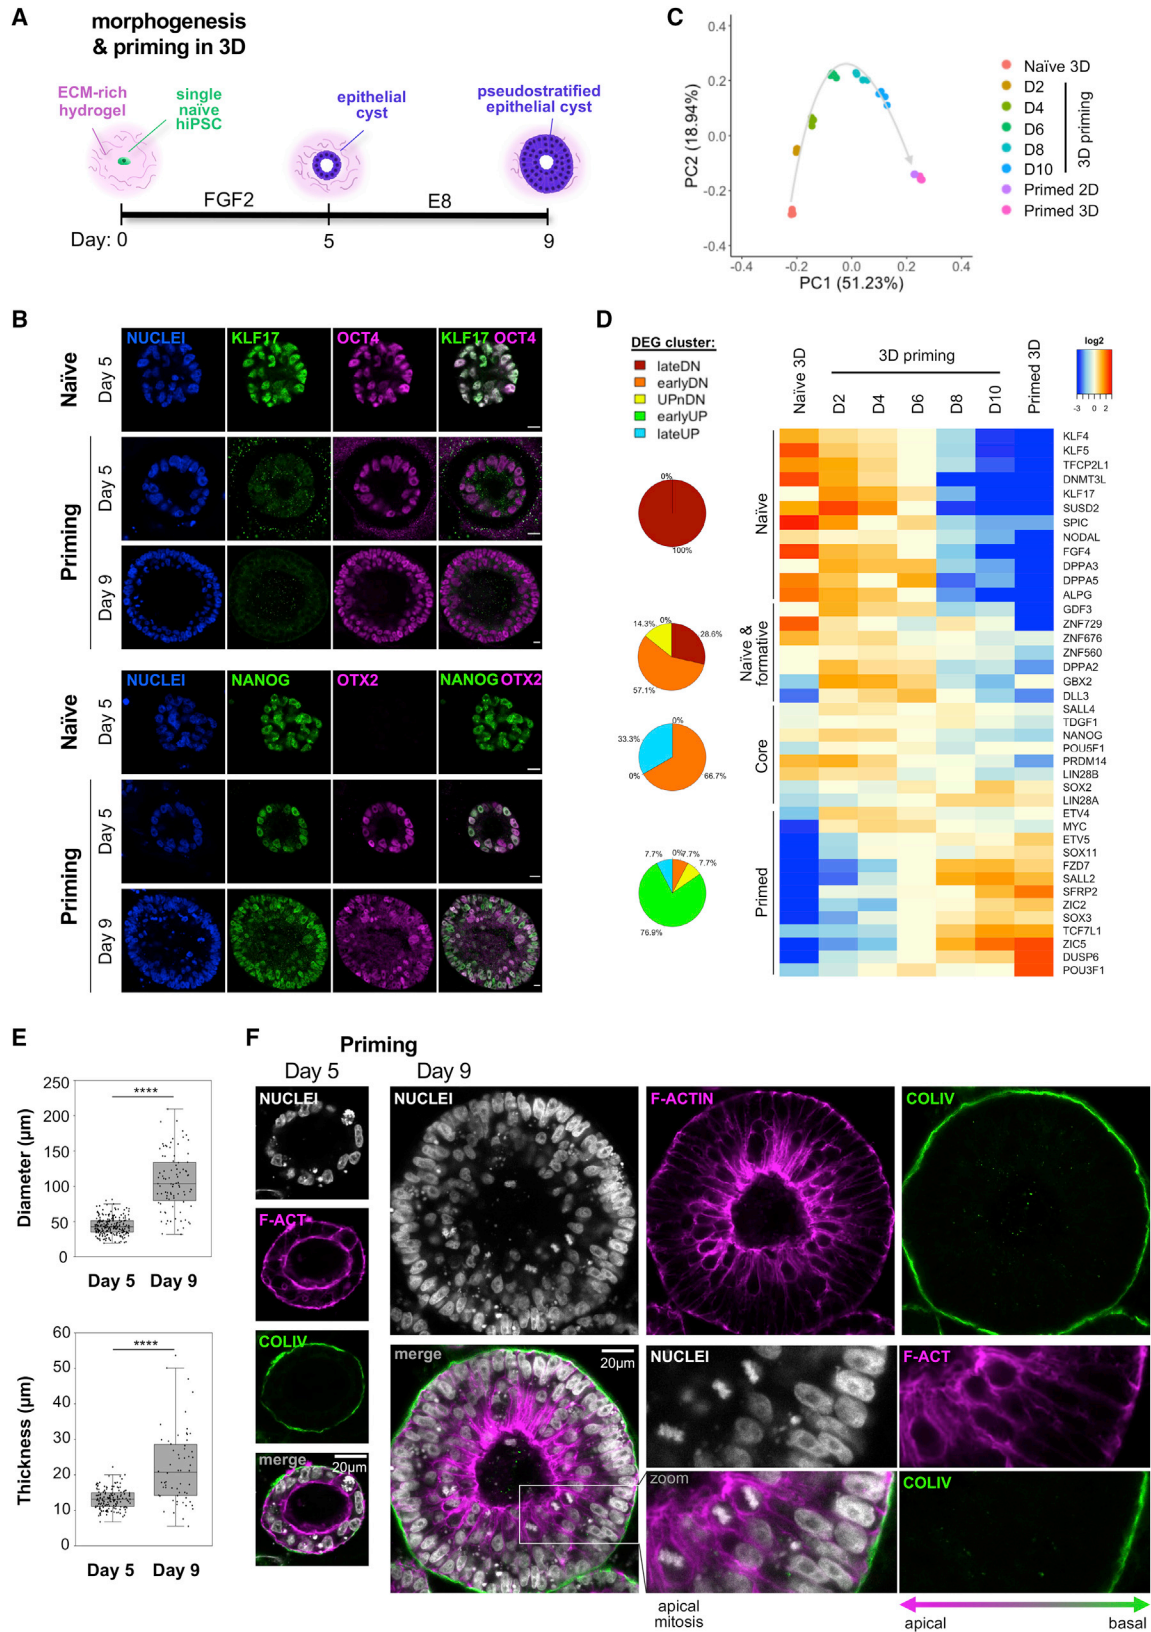 A
morphogenesis
& priming in 3D
ECM-rich
hydrogel
single
naïve
hiPSC
epithelial
cyst
pseudostratified
epithelial cyst
FGF2
E8
Day: 0
5
9
C
PC2 (18.94%)
0.4
0.2
0.0
-0.2
-0.4
-0.4
-0.2
0.0
0.2
0.4
PC1 (51.23%)
Naïve 3D
D2
D4
D6
D8
D10
Primed 2D
Primed 3D
3D priming
B
Naïve
Day 5
NUCLEI
KLF17
OCT4
KLF17 OCT4
Priming
Day 5
Day 9
Naïve
Day 5
NUCLEI
NANOG
OTX2
NANOG OTX2
Priming
Day 5
Day 9
D
DEG cluster:
lateDN
earlyDN
UPnDN
earlyUP
lateUP
Naïve 3D
3D priming
D2
D4
D6
D8
D10
Primed 3D
log2
-3
0
2
0%
100%
14.3%
0%
28.6%
57.1%
0%
33.3%
0%
66.7%
7.7%
0%
7.7%
7.7%
76.9%
Naïve
Naïve &
formative
Core
Primed
KLF4
KLF5
TFCP2L1
DNMT3L
KLF17
SUSD2
SPIC
NODAL
FGF4
DPPA3
DPPA5
ALPG
GDF3
ZNF729
ZNF676
ZNF560
DPPA2
GBX2
DLL3
SALL4
TDGF1
NANOG
POU5F1
PRDM14
LIN28B
SOX2
LIN28A
ETV4
MYC
ETV5
SOX11
FZD7
SALL2
SFRP2
ZIC2
SOX3
TCF7L1
ZIC5
DUSP6
POU3F1
E
Diameter (µm)
250
200
150
100
50
0
****
Day 5
Day 9
Thickness (µm)
60
50
40
30
20
10
0
****
Day 5
Day 9
F
Priming
Day 5
Day 9
NUCLEI
F-ACT
COLIV
merge
20µm
NUCLEI
F-ACTIN
COLIV
merge
20µm
NUCLEI
F-ACT
zoom
COLIV
apical
mitosis
apical
basal